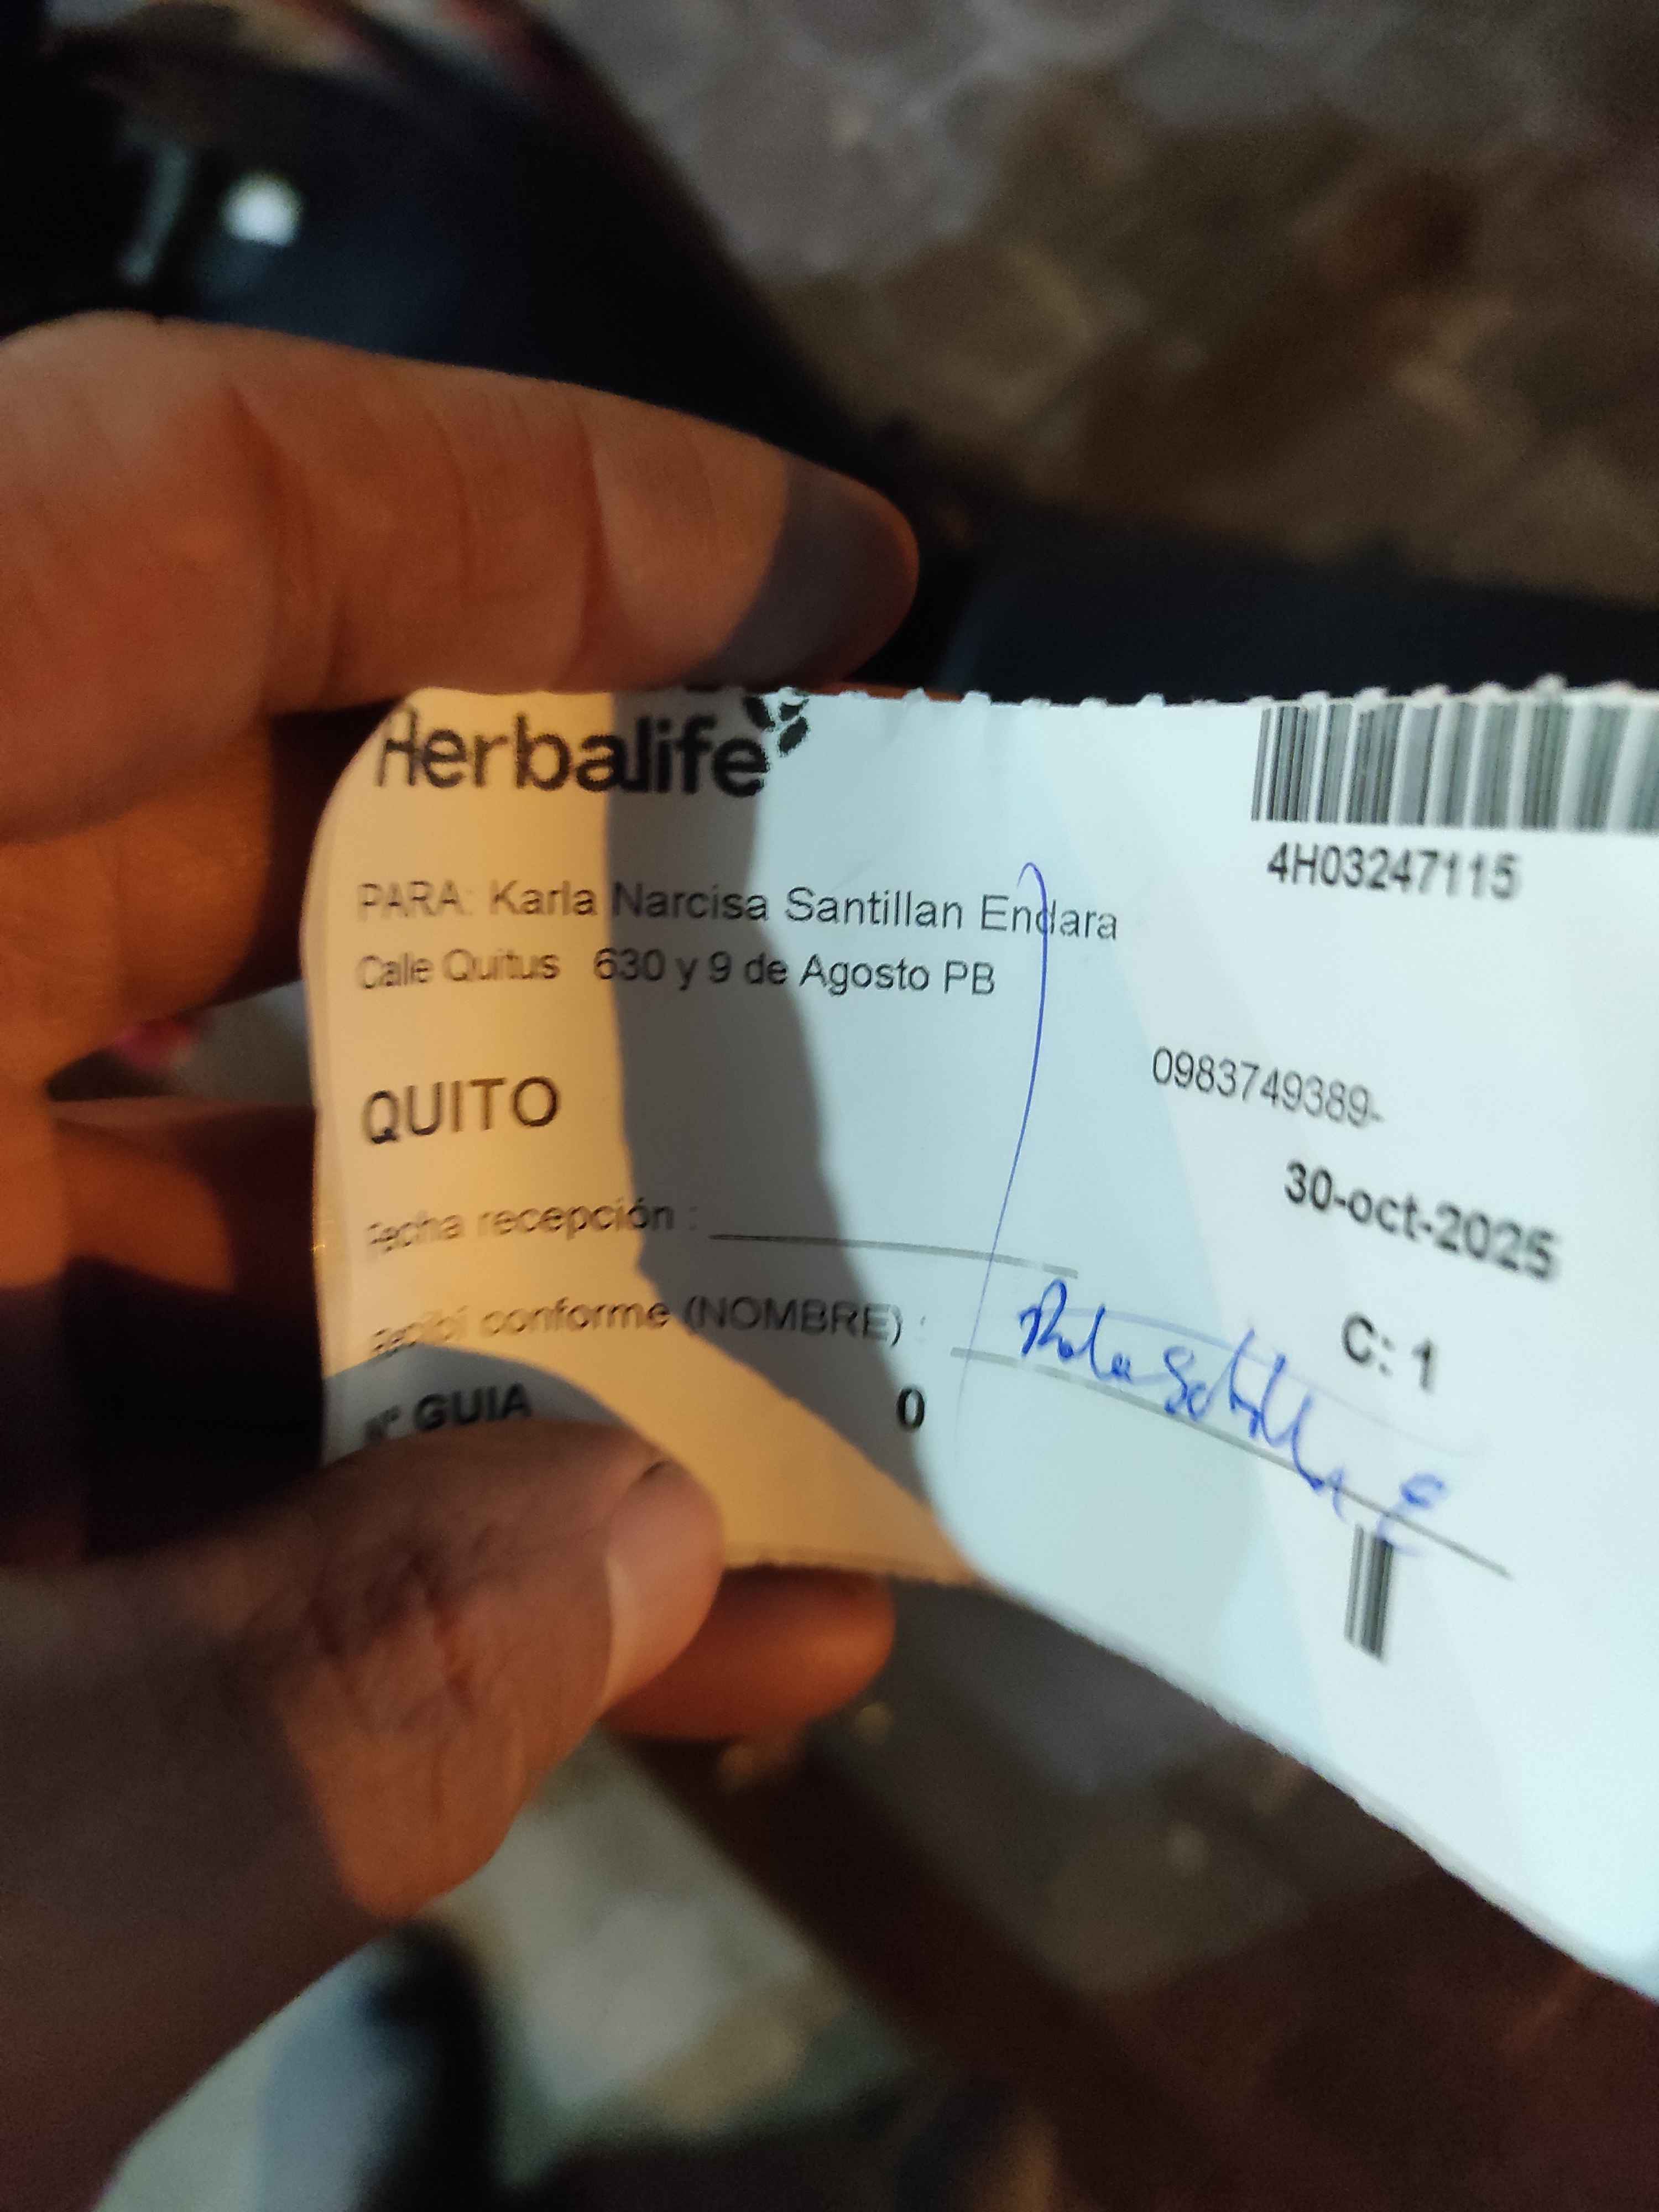 Herbalife
4H03247115
PARA: Karla Narcisa Santillan Endara
Calle Quitus 630 y 9 de Agosto PB
0983749389-
QUITO
30-oct-2025
Fecha recepción :
C: 1
Recibí conforme (NOMBRE) :
N° GUIA 0